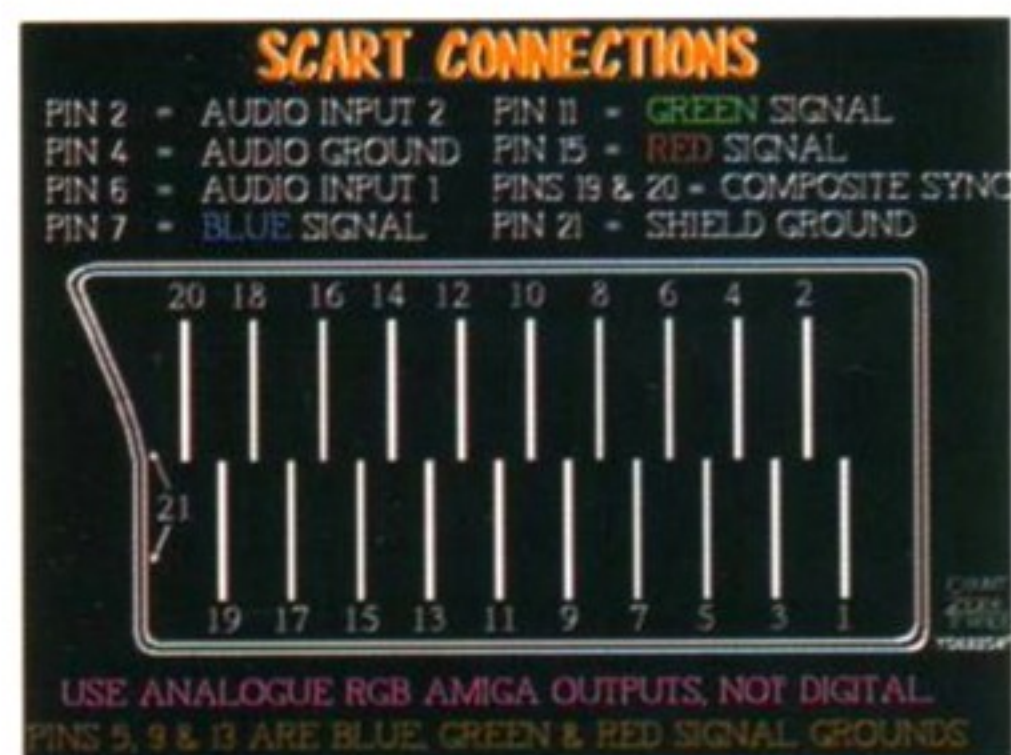 SCART CONNECTIONS
PIN 2 = AUDIO INPUT 2 PIN 11 = GREEN SIGNAL
PIN 4 = AUDIO GROUND PIN 15 = RED SIGNAL
PIN 6 = AUDIO INPUT 1 PINS 19 & 20 = COMPOSITE SYNC
PIN 7 = BLUE SIGNAL PIN 21 = SHIELD GROUND
20 18 16 14 12 10 8 6 4 2
21
19 17 15 13 11 9 7 5 3 1
USE ANALOGUE RGB AMIGA OUTPUTS, NOT DIGITAL.
PINS 5, 9 & 13 ARE BLUE, GREEN & RED SIGNAL GROUNDS